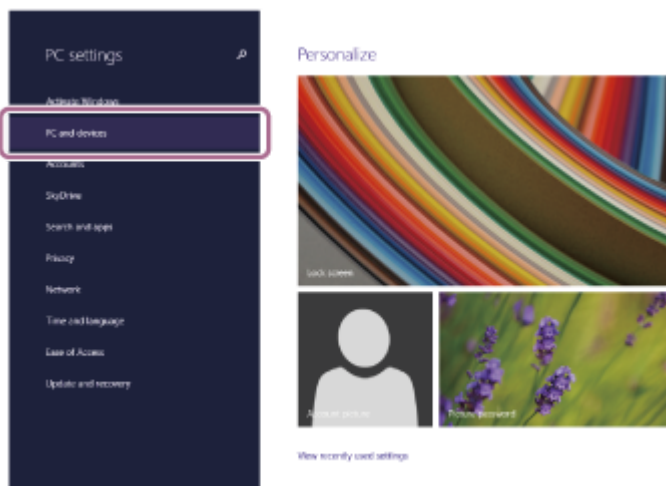 PC settings
Activate Windows
PC and devices
Accounts
SkyDrive
Search and apps
Privacy
Network
Time and language
Ease of Access
Update and recovery
Personalize
Lock screen
Account picture
Picture password
View recently used settings